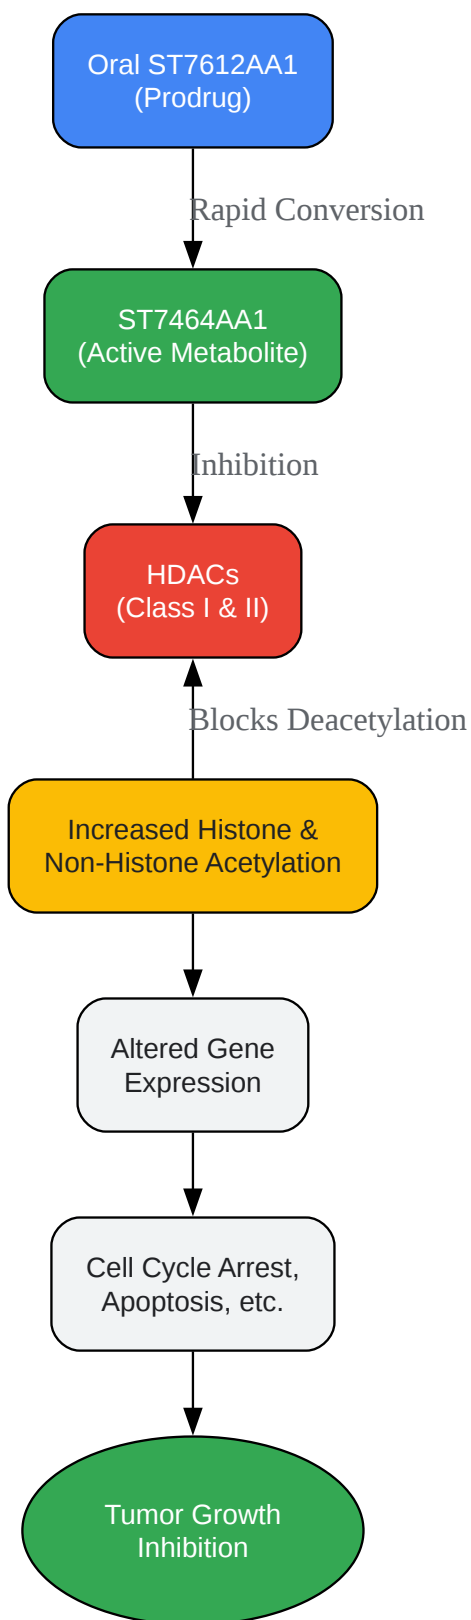 Oral ST7612AA1
(Prodrug)
Rapid Conversion
ST7464AA1
(Active Metabolite)
Inhibition
HDACs
(Class I & II)
Blocks Deacetylation
Increased Histone &
Non-Histone Acetylation
Altered Gene
Expression
Cell Cycle Arrest,
Apoptosis, etc.
Tumor Growth
Inhibition